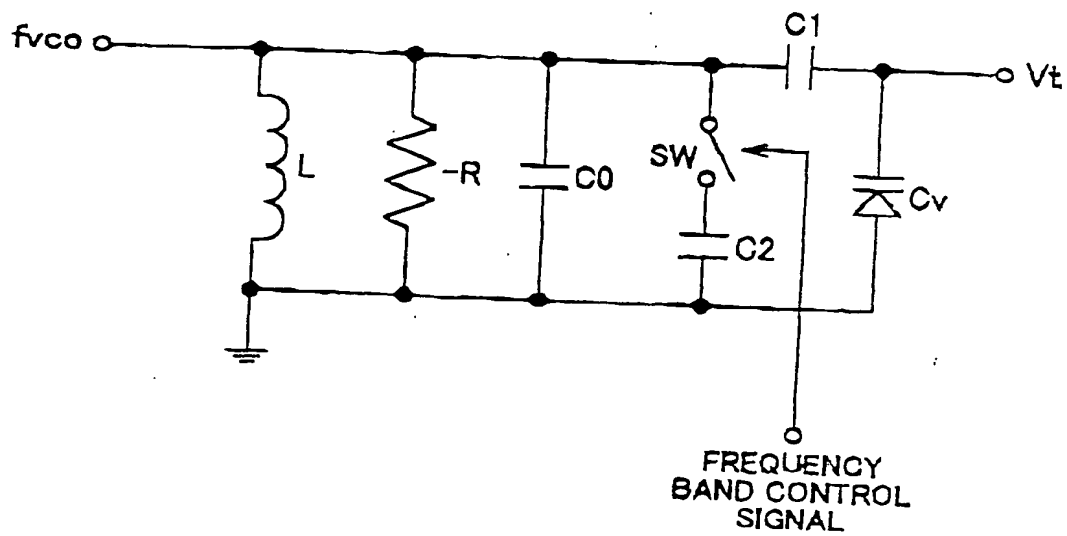 C1
fvco
Vt
L
-R
C0
SW
C2
Cv
FREQUENCY
BAND CONTROL
SIGNAL